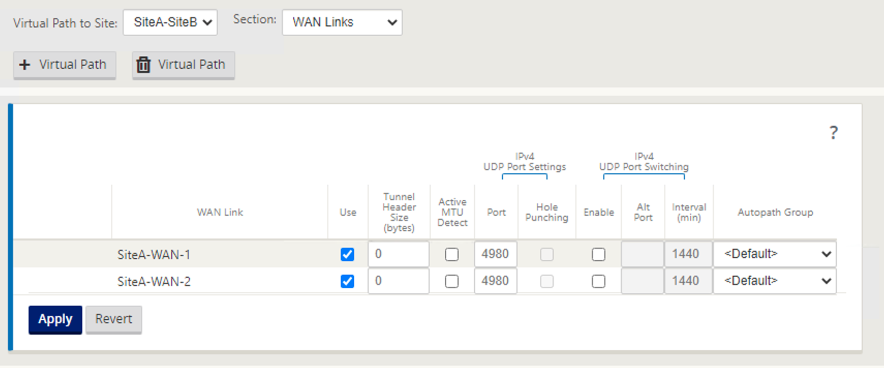 Virtual Path to Site: SiteA-SiteB Section: WAN Links
+ Virtual Path Virtual Path
?
IPv4 IPv4
UDP Port Settings UDP Port Switching
WAN Link Use Tunnel Header Size (bytes) Active MTU Detect Port Hole Punching Enable Alt Port Interval (min) Autopath Group
SiteA-WAN-1 0 4980 1440 <Default>
SiteA-WAN-2 0 4980 1440 <Default>
Apply Revert